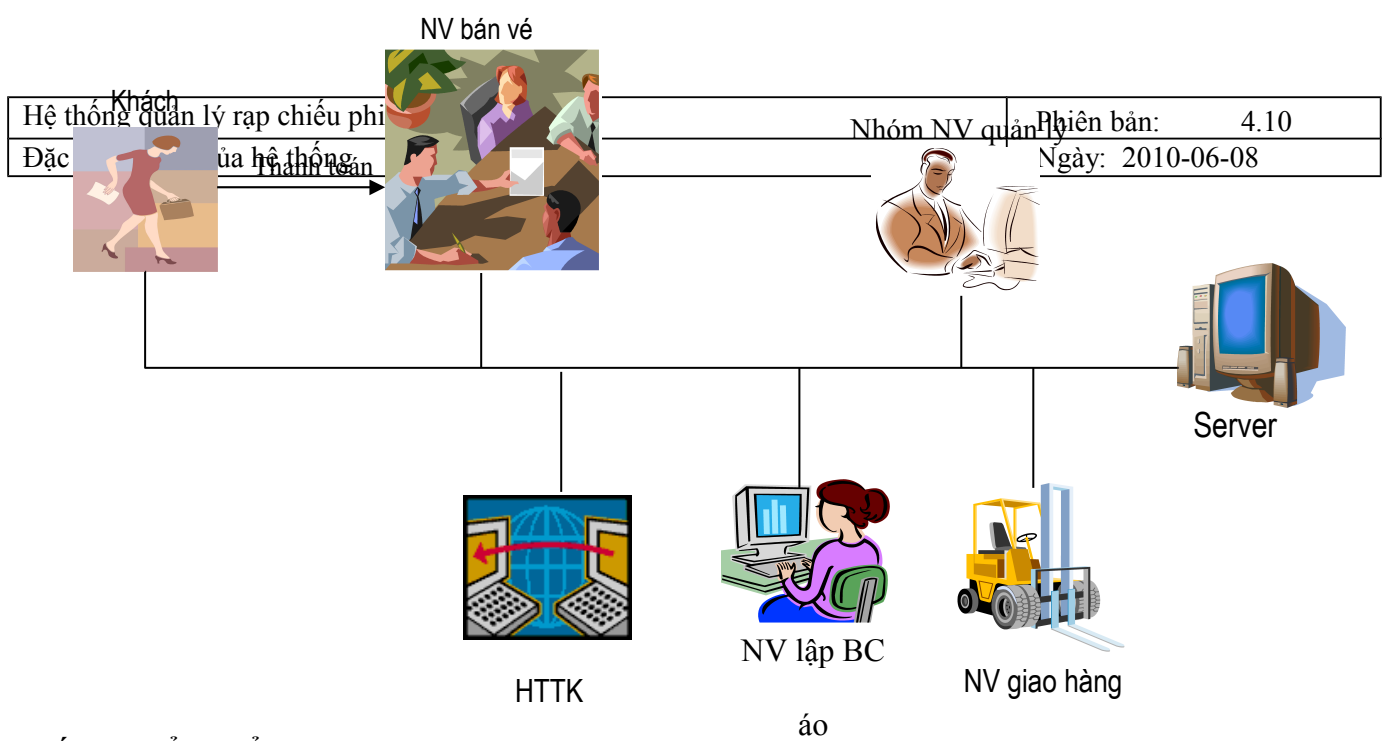 NV bán vé
Khách
Hệ thống quản lý rạp chiếu phi
Phiên bản: 4.10
Nhóm NV quản lý
Đặc ủa hệ thống
Ngày: 2010-06-08
Thanh toán
Server
NV lập BC
HTTK
NV giao hàng
áo